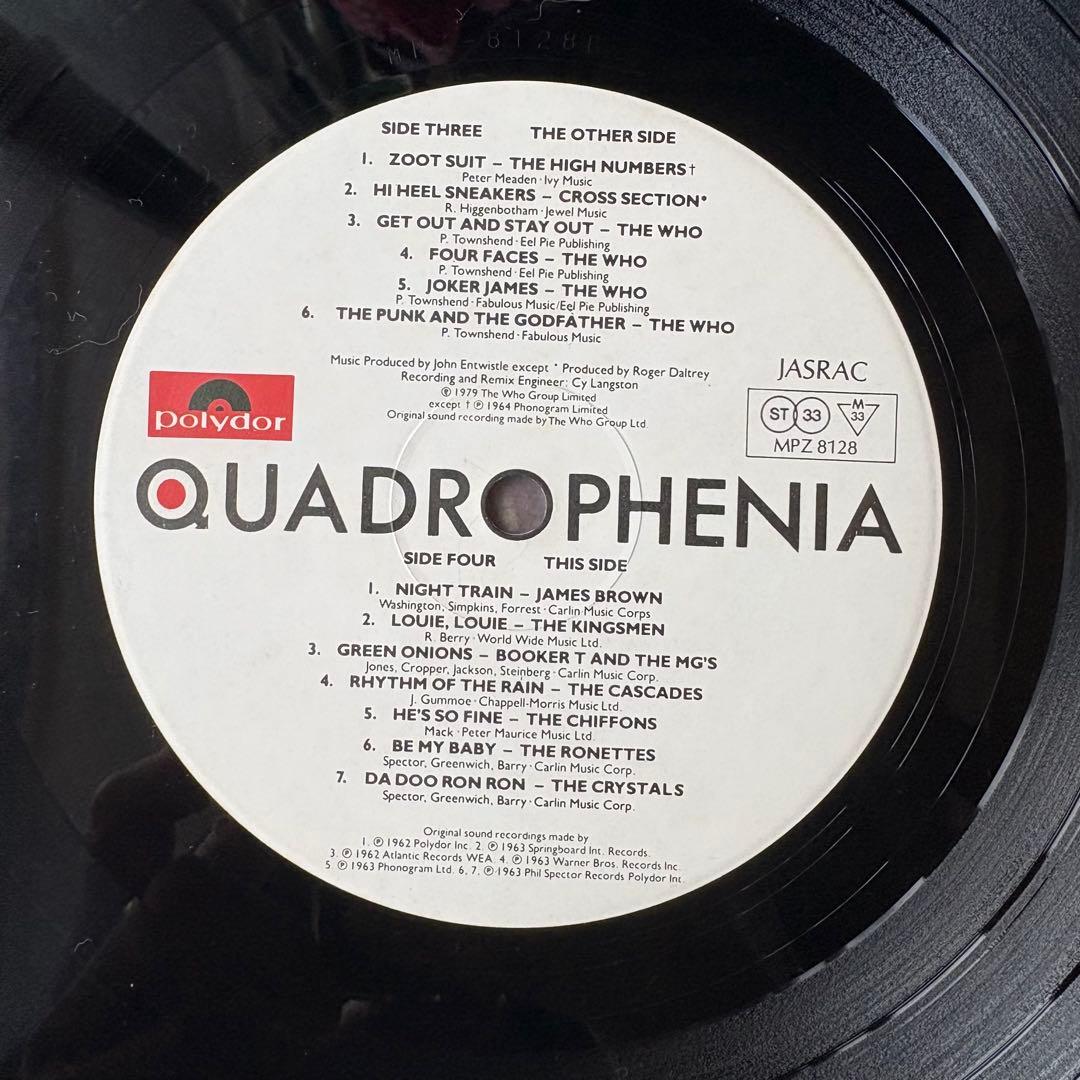 SIDE THREE THE OTHER SIDE
1. ZOOT SUIT – THE HIGH NUMBERS†
Peter Meaden · Ivy Music
2. HI HEEL SNEAKERS – CROSS SECTION*
R. Higgenbotham · Jewel Music
3. GET OUT AND STAY OUT – THE WHO
P. Townshend · Eel Pie Publishing
4. FOUR FACES – THE WHO
P. Townshend · Eel Pie Publishing
5. JOKER JAMES – THE WHO
P. Townshend · Fabulous Music/Eel Pie Publishing
6. THE PUNK AND THE GODFATHER – THE WHO
P. Townshend · Fabulous Music
Music Produced by John Entwistle except * Produced by Roger Daltrey
Recording and Remix Engineer: Cy Langston
℗ 1979 The Who Group Limited
except † ℗ 1964 Phonogram Limited
Original sound recording made by The Who Group Ltd.
polydor
JASRAC
ST 33 M 33
MPZ 8128
QUADROPHENIA
SIDE FOUR THIS SIDE
1. NIGHT TRAIN – JAMES BROWN
Washington, Simpkins, Forrest · Carlin Music Corps
2. LOUIE, LOUIE – THE KINGSMEN
R. Berry · World Wide Music Ltd.
3. GREEN ONIONS – BOOKER T AND THE MG'S
Jones, Cropper, Jackson, Steinberg · Carlin Music Corp.
4. RHYTHM OF THE RAIN – THE CASCADES
J. Gummoe · Chappell-Morris Music Ltd.
5. HE'S SO FINE – THE CHIFFONS
Mack · Peter Maurice Music Ltd.
6. BE MY BABY – THE RONETTES
Spector, Greenwich, Barry · Carlin Music Corp.
7. DA DOO RON RON – THE CRYSTALS
Spector, Greenwich, Barry · Carlin Music Corp.
Original sound recordings made by
1. ℗ 1962 Polydor Inc. 2. ℗ 1963 Springboard Int. Records.
3. ℗ 1962 Atlantic Records WEA. 4. ℗ 1963 Warner Bros. Records Inc.
5. ℗ 1963 Phonogram Ltd. 6, 7, ℗ 1963 Phil Spector Records Polydor Int.